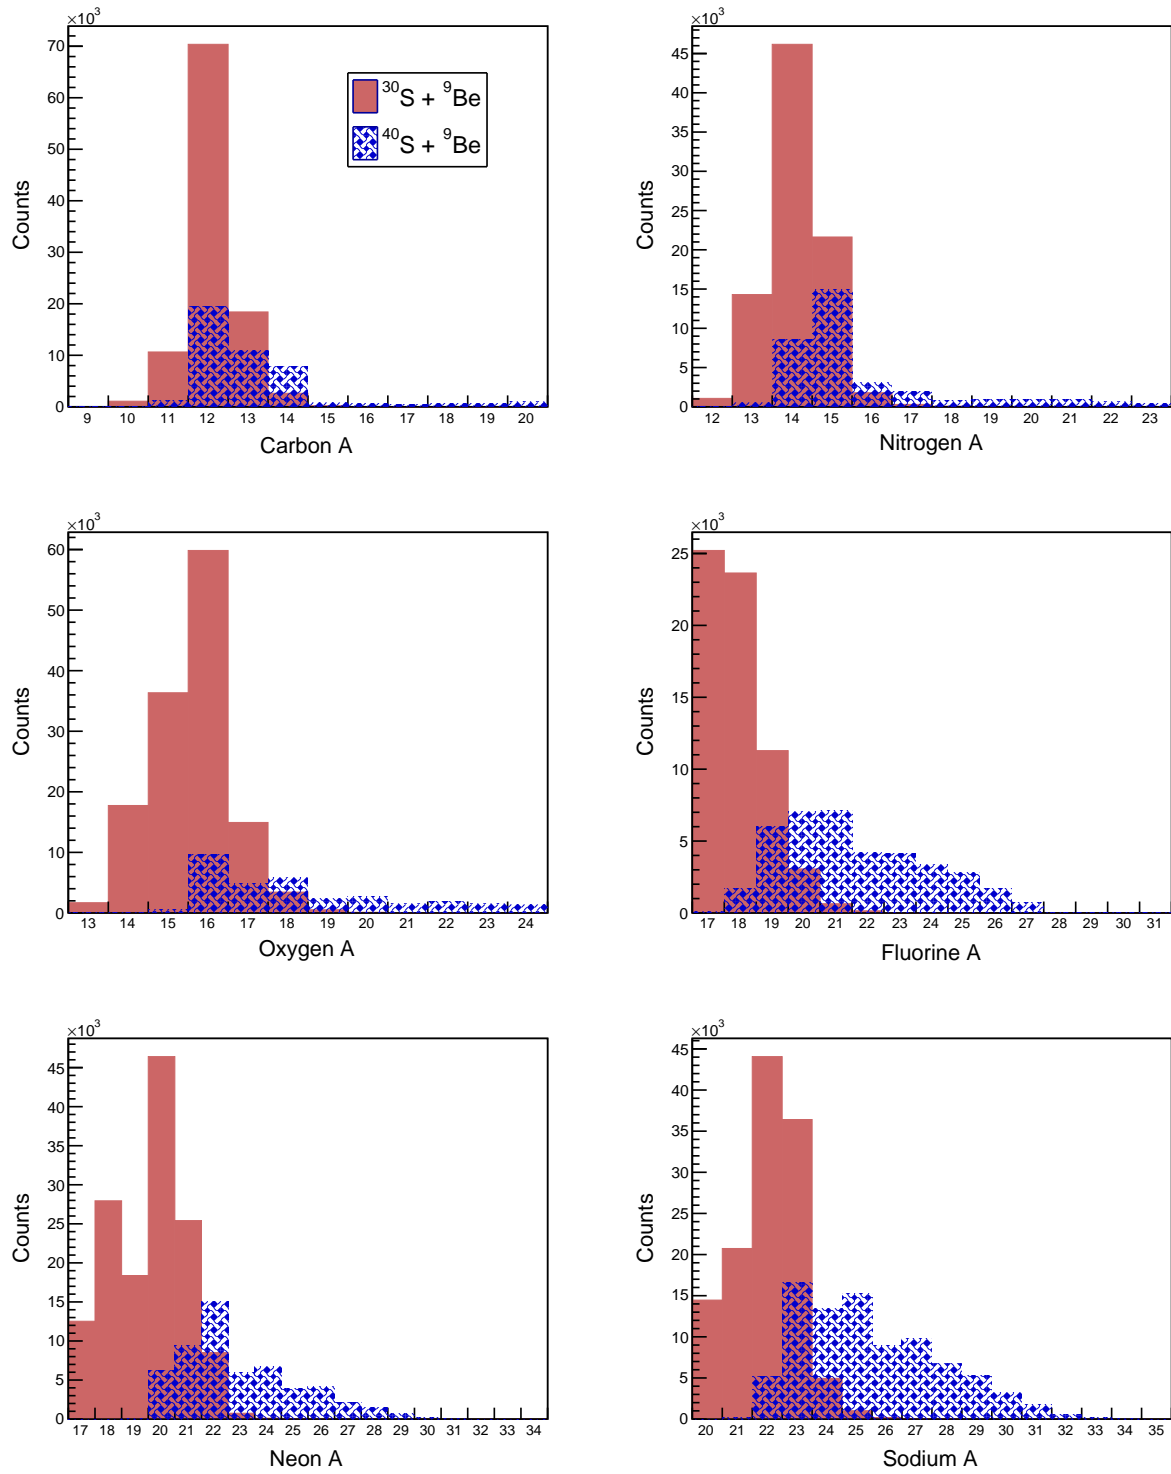 ×10³
70
60
50
40
30
20
10
0
Counts
³⁰S + ⁹Be
⁴⁰S + ⁹Be
9 10 11 12 13 14 15 16 17 18 19 20
Carbon A
×10³
45
40
35
30
25
20
15
10
5
0
Counts
12 13 14 15 16 17 18 19 20 21 22 23
Nitrogen A
×10³
60
50
40
30
20
10
0
Counts
13 14 15 16 17 18 19 20 21 22 23 24
Oxygen A
×10³
25
20
15
10
5
0
Counts
17 18 19 20 21 22 23 24 25 26 27 28 29 30 31
Fluorine A
×10³
45
40
35
30
25
20
15
10
5
0
Counts
17 18 19 20 21 22 23 24 25 26 27 28 29 30 31 32 33 34
Neon A
×10³
45
40
35
30
25
20
15
10
5
0
Counts
20 21 22 23 24 25 26 27 28 29 30 31 32 33 34 35
Sodium A